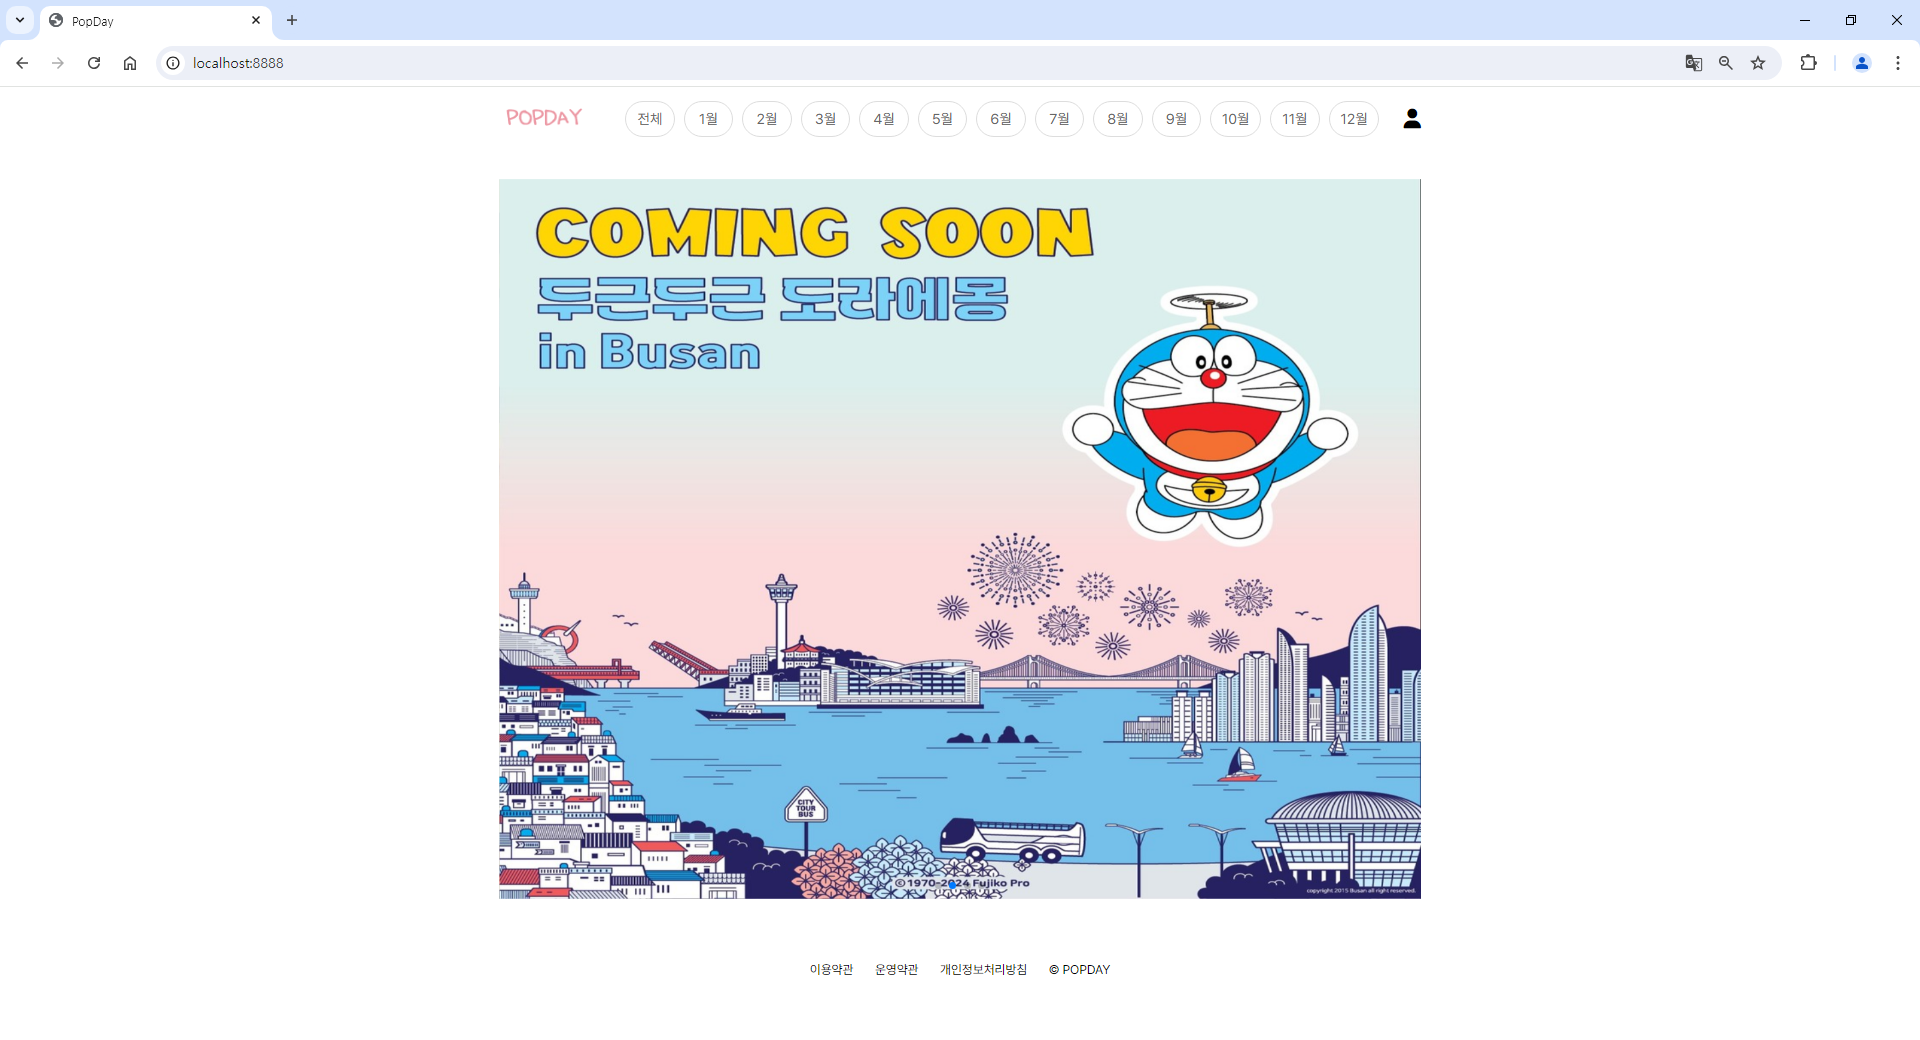 PopDay
localhost:8888
POPDAY
전체 1월 2월 3월 4월 5월 6월 7월 8월 9월 10월 11월 12월
COMING SOON
두근두근 도라에몽
in Busan
CITY
TOUR
BUS
©1970-2024 Fujiko Pro
copyright.2015 Busan all right reserved.
이용약관 운영약관 개인정보처리방침 © POPDAY